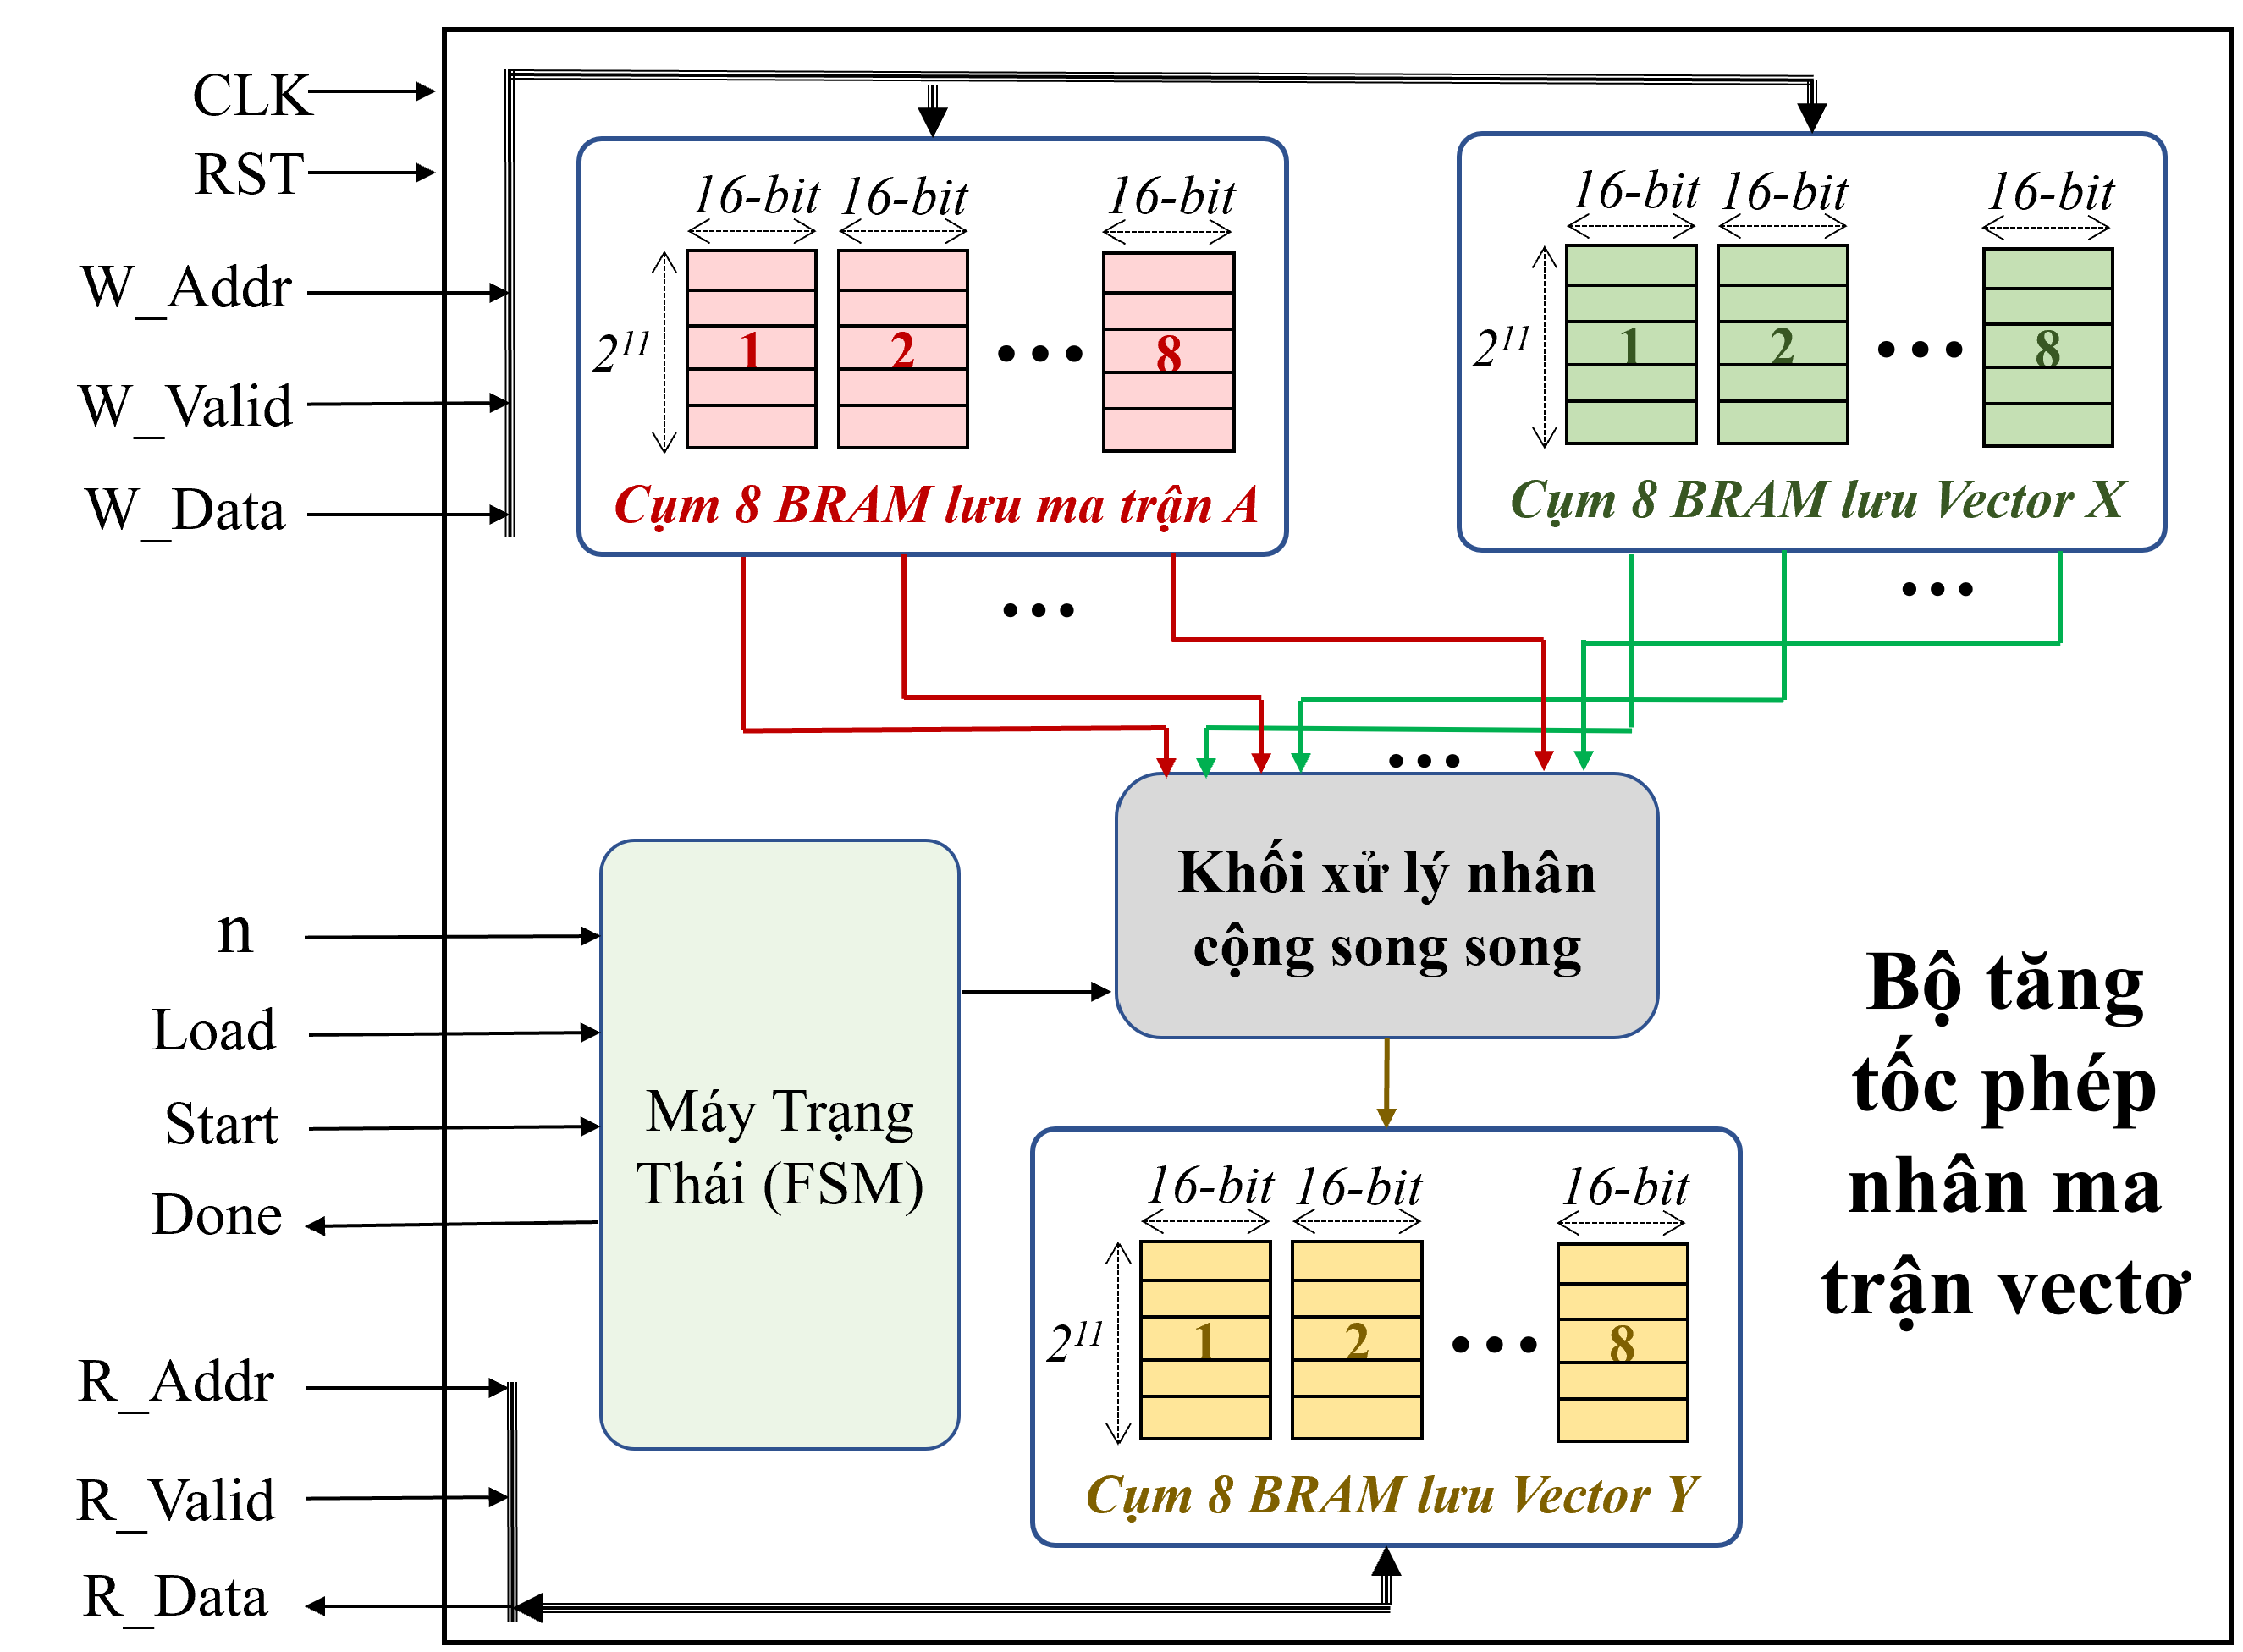 CLK
RST
W_Addr
W_Valid
W_Data
16-bit 16-bit 16-bit
2^11
1 2 ... 8
Cụm 8 BRAM lưu ma trận A
16-bit 16-bit 16-bit
2^11
1 2 ... 8
Cụm 8 BRAM lưu Vector X
...
...
...
Khối xử lý nhân
cộng song song
n
Load
Start
Done
Máy Trạng
Thái (FSM)
Bộ tăng
tốc phép
nhân ma
trận vectơ
16-bit 16-bit 16-bit
2^11
1 2 ... 8
Cụm 8 BRAM lưu Vector Y
R_Addr
R_Valid
R_Data